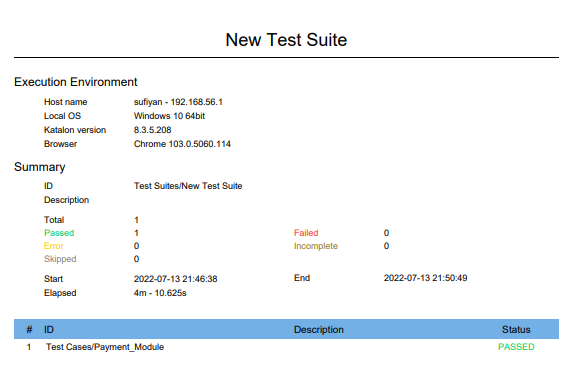 New Test Suite
Execution Environment
Host name sufiyan - 192.168.56.1
Local OS Windows 10 64bit
Katalon version 8.3.5.208
Browser Chrome 103.0.5060.114
Summary
ID Test Suites/New Test Suite
Description
Total 1
Passed 1 Failed 0
Error 0 Incomplete 0
Skipped 0
Start 2022-07-13 21:46:38 End 2022-07-13 21:50:49
Elapsed 4m - 10.625s
# ID Description Status
1 Test Cases/Payment_Module PASSED